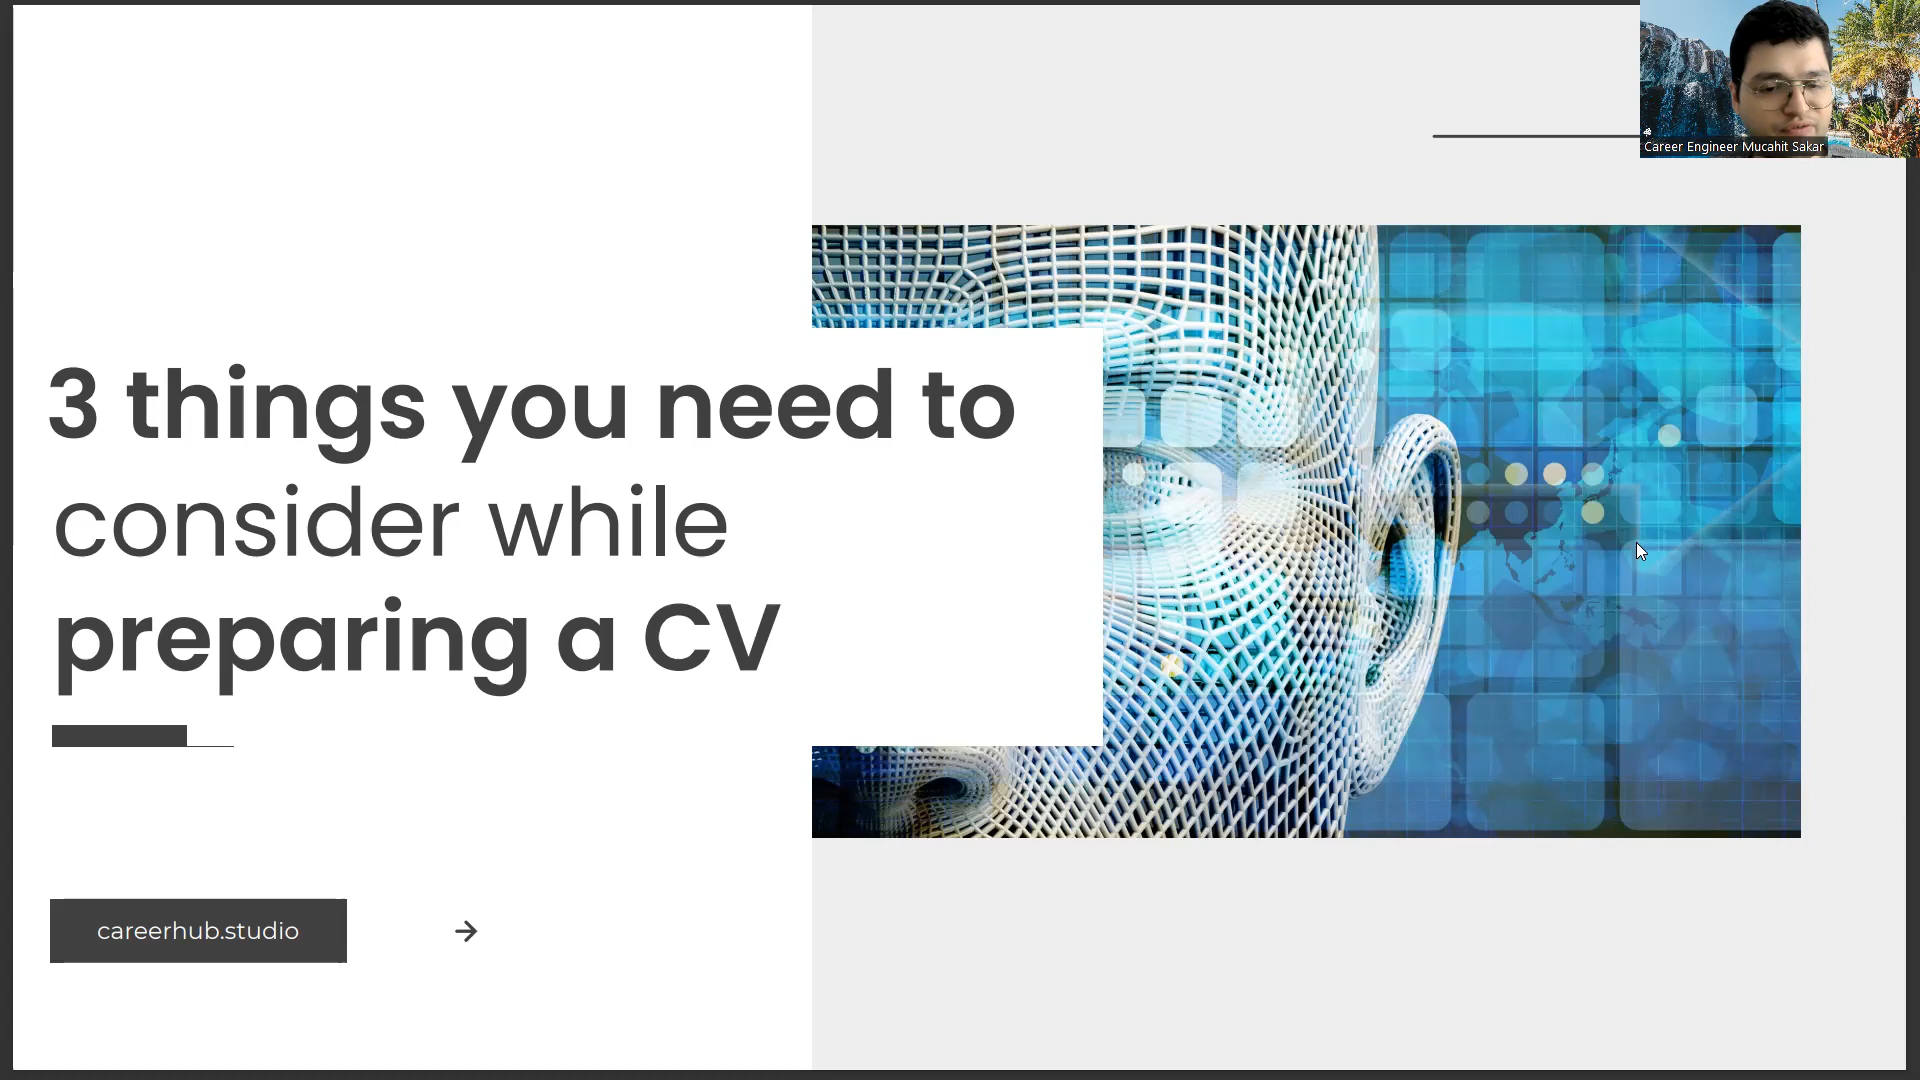 Career Engineer Mucahit Sakar
3 things you need to
consider while
preparing a CV
careerhub.studio